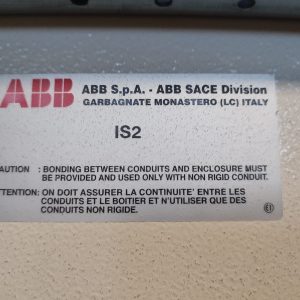 ABB ABB S.p.A. - ABB SACE Division
GARBAGNATE MONASTERO (LC) ITALY
IS2
CAUTION : BONDING BETWEEN CONDUITS AND ENCLOSURE MUST
BE PROVIDED AND USED ONLY WITH NON RIGID CONDUIT.
ATTENTION: ON DOIT ASSURER LA CONTINUITE' ENTRE LES
CONDUITS ET LE BOITIER ET N'UTILISER QUE DES
CONDUITS NON RIGIDE.